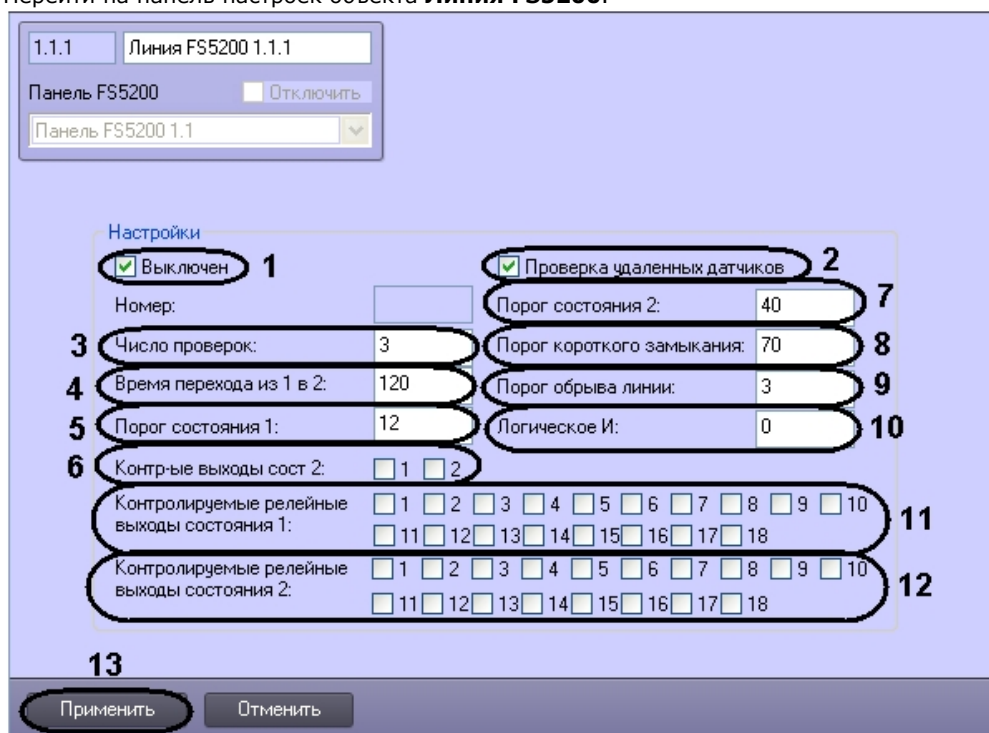 Перейти на панель настроек объекта Линия FS5200.
1.1.1 Линия FS5200 1.1.1
Панель FS5200 Отключить
Панель FS5200 1.1
Настройки
Выключен 1 Проверка удаленных датчиков 2
Номер: Порог состояния 2: 40 7
3 Число проверок: 3 Порог короткого замыкания: 70 8
4 Время перехода из 1 в 2: 120 Порог обрыва линии: 3 9
5 Порог состояния 1: 12 Логическое И: 0 10
6 Контр-ые выходы сост 2: 1 2
Контролируемые релейные 1 2 3 4 5 6 7 8 9 10
выходы состояния 1: 11 12 13 14 15 16 17 18 11
Контролируемые релейные 1 2 3 4 5 6 7 8 9 10
выходы состояния 2: 11 12 13 14 15 16 17 18 12
13
Применить Отменить